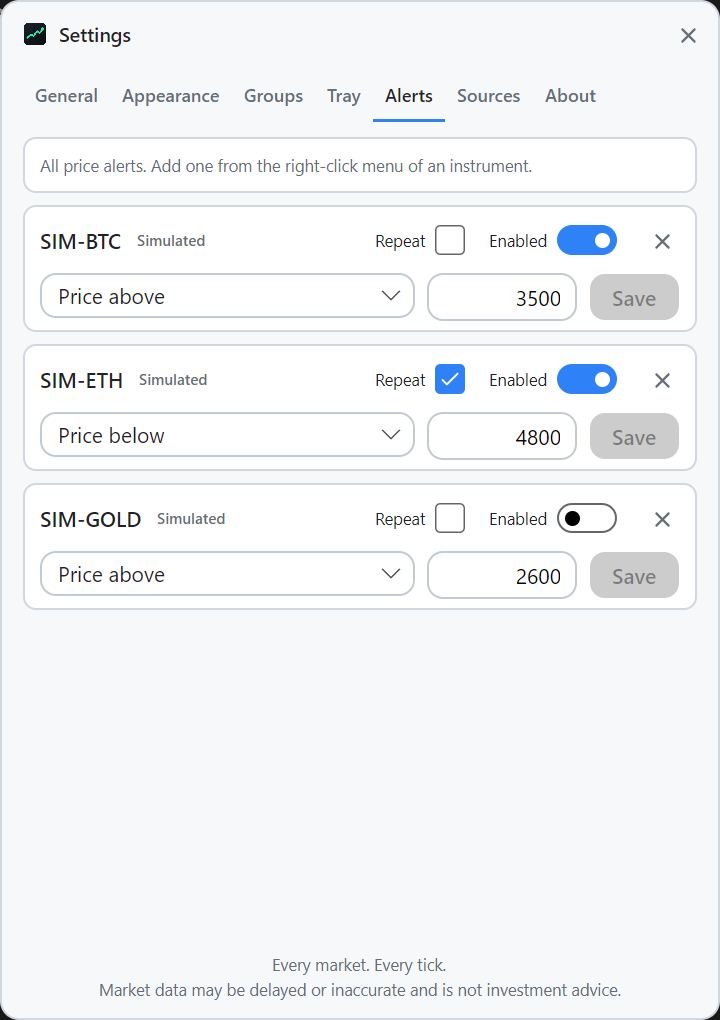 Settings
General Appearance Groups Tray Alerts Sources About
All price alerts. Add one from the right-click menu of an instrument.
SIM-BTC Simulated Repeat Enabled
Price above 3500 Save
SIM-ETH Simulated Repeat Enabled
Price below 4800 Save
SIM-GOLD Simulated Repeat Enabled
Price above 2600 Save
Every market. Every tick.
Market data may be delayed or inaccurate and is not investment advice.